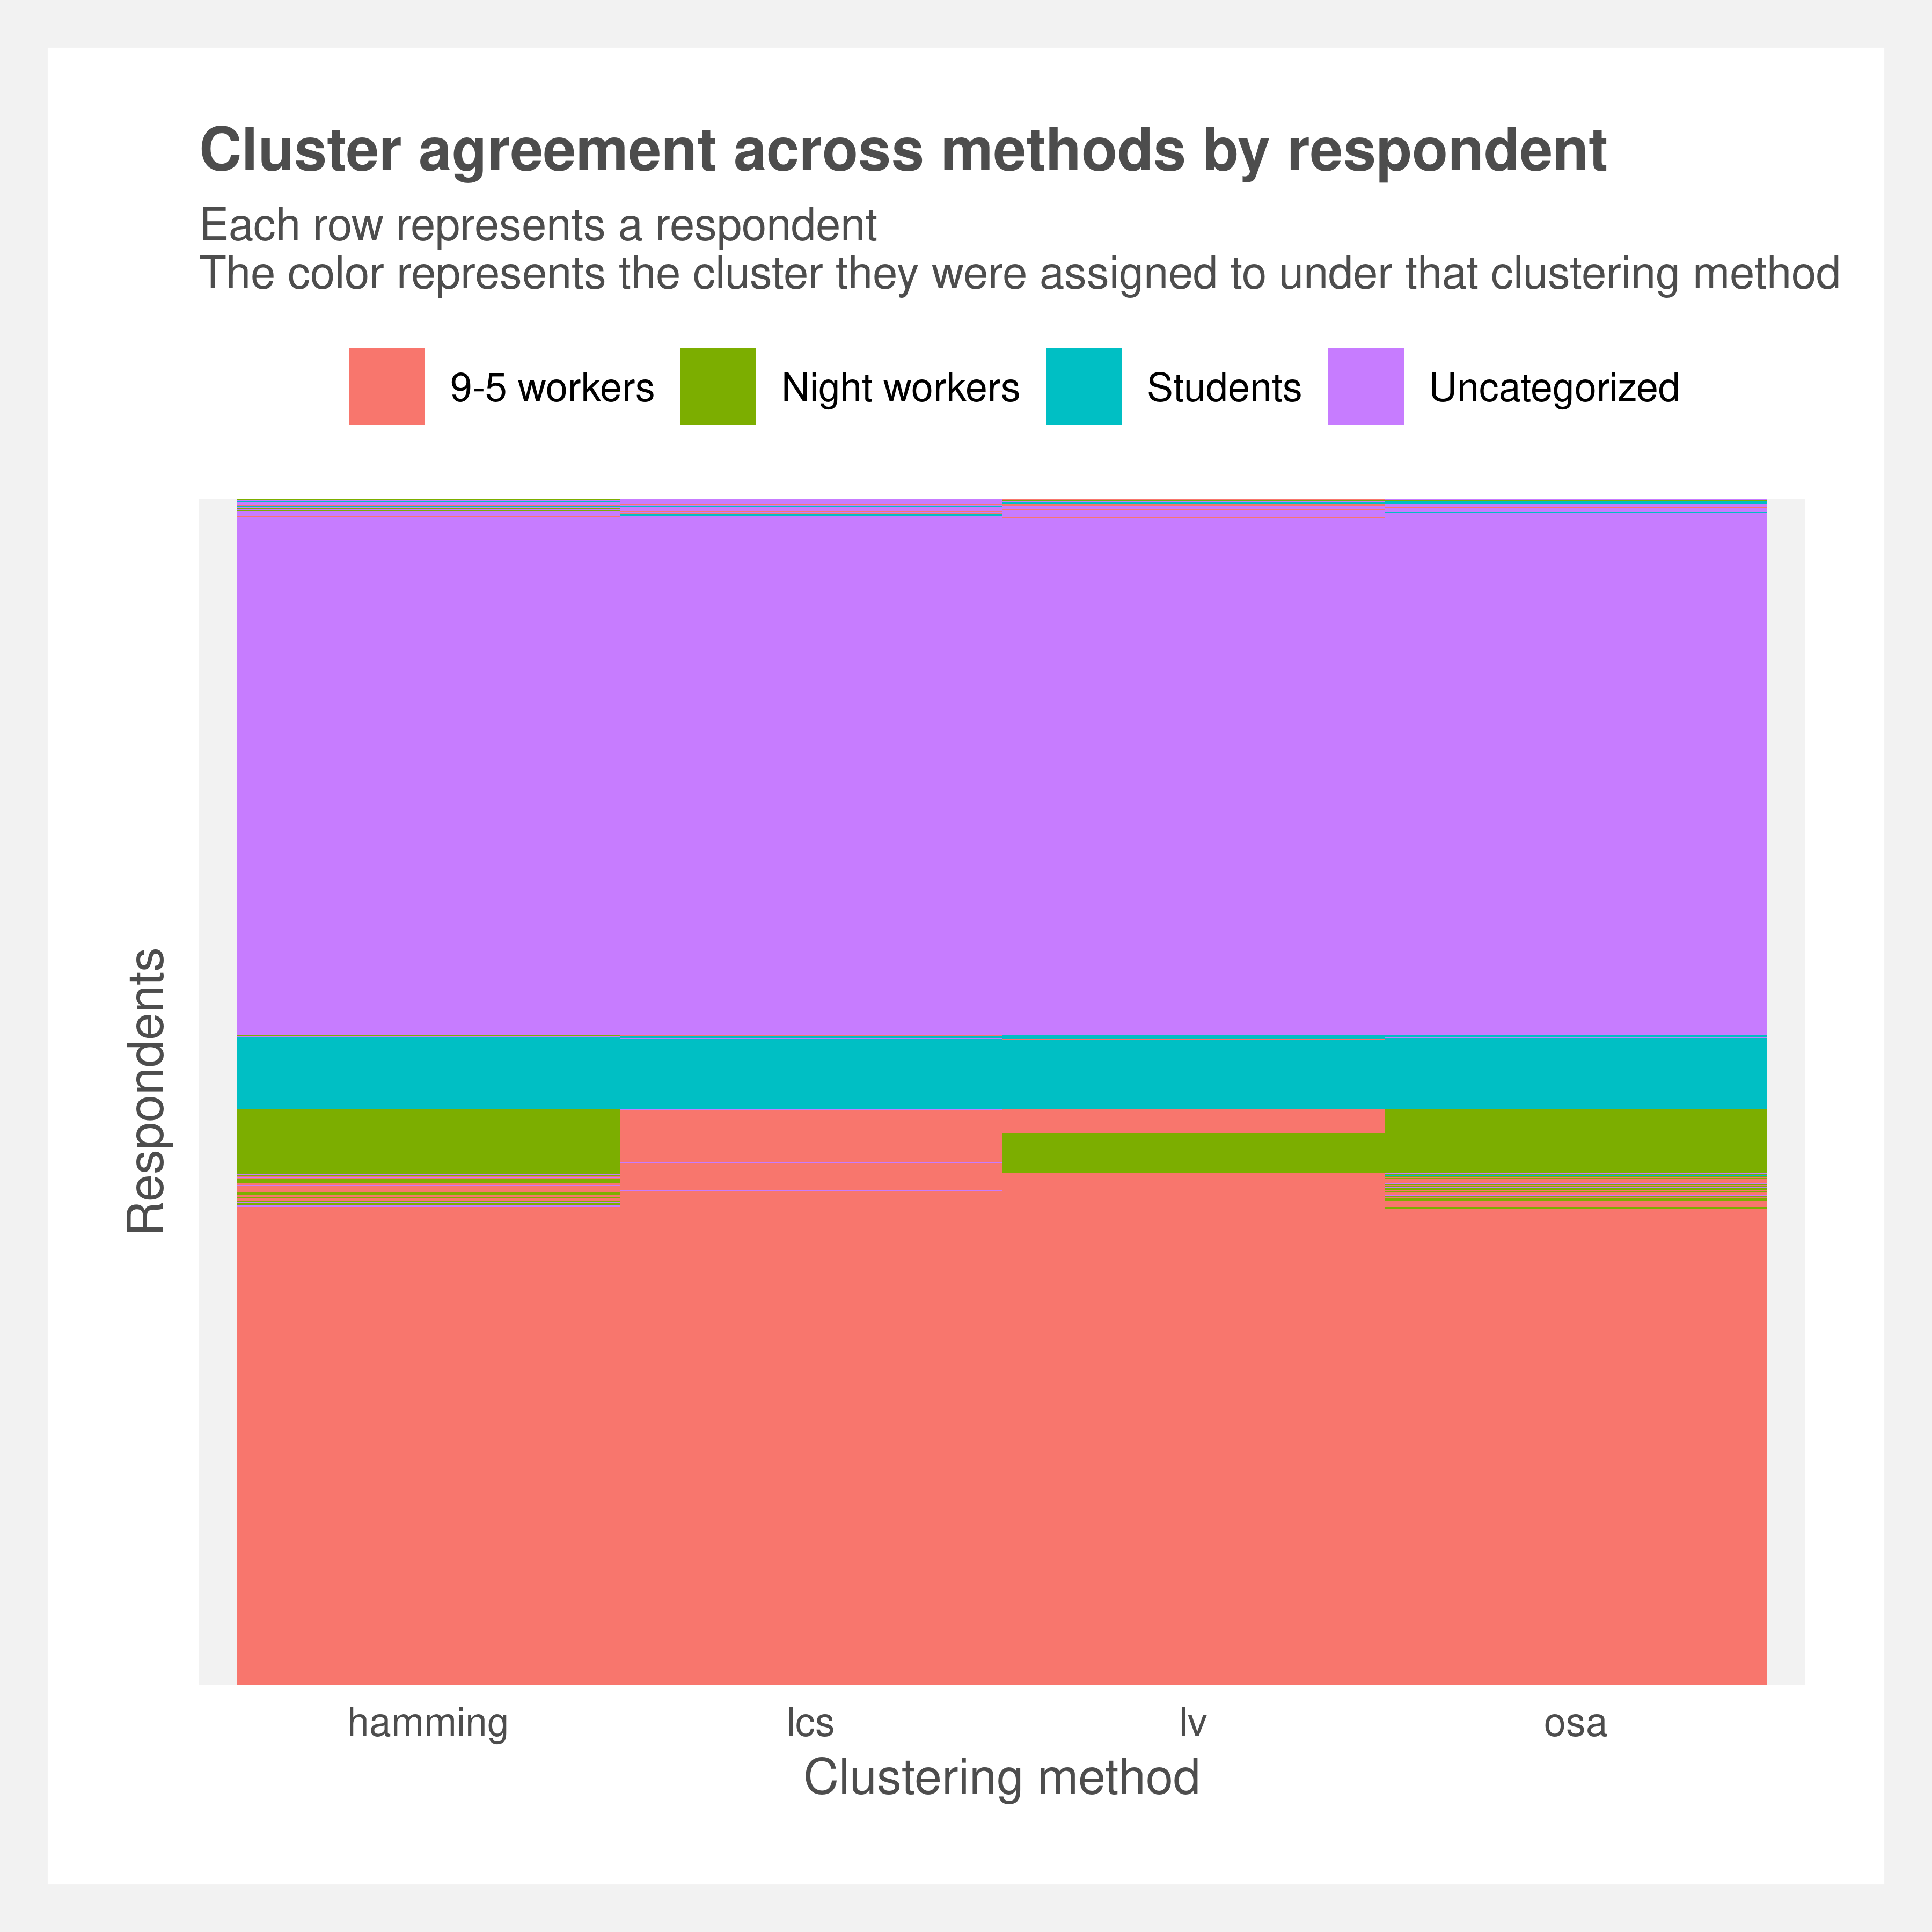 Cluster agreement across methods by respondent
Each row represents a respondent
The color represents the cluster they were assigned to under that clustering method
9-5 workers Night workers Students Uncategorized
Respondents
hamming lcs lv osa
Clustering method